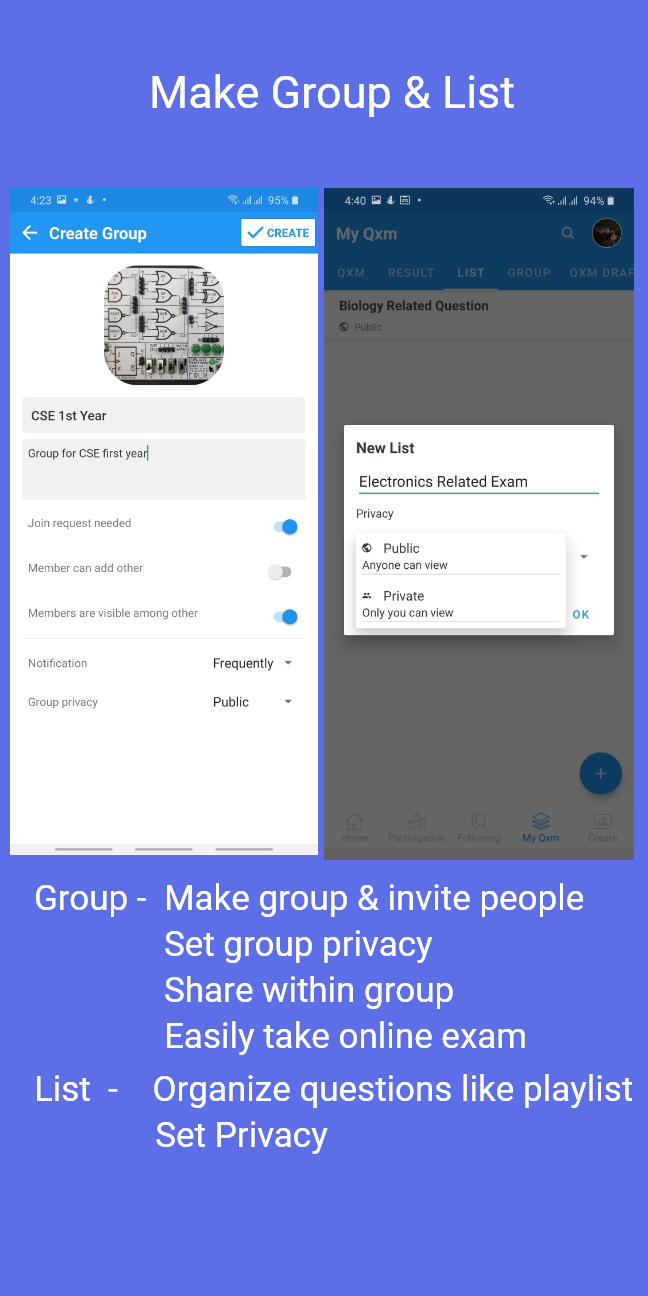 Make Group & List
4:23
95%
Create Group
CREATE
CSE 1st Year
Group for CSE first year
Join request needed
Member can add other
Members are visible among other
Notification
Frequently
Group privacy
Public
4:40
94%
My Qxm
QXM RESULT LIST GROUP QXM DRAF
Biology Related Question
Public
New List
Electronics Related Exam
Privacy
Public
Anyone can view
Private
Only you can view
OK
Home Participation Following My Qxm Create
Group - Make group & invite people
Set group privacy
Share within group
Easily take online exam
List - Organize questions like playlist
Set Privacy